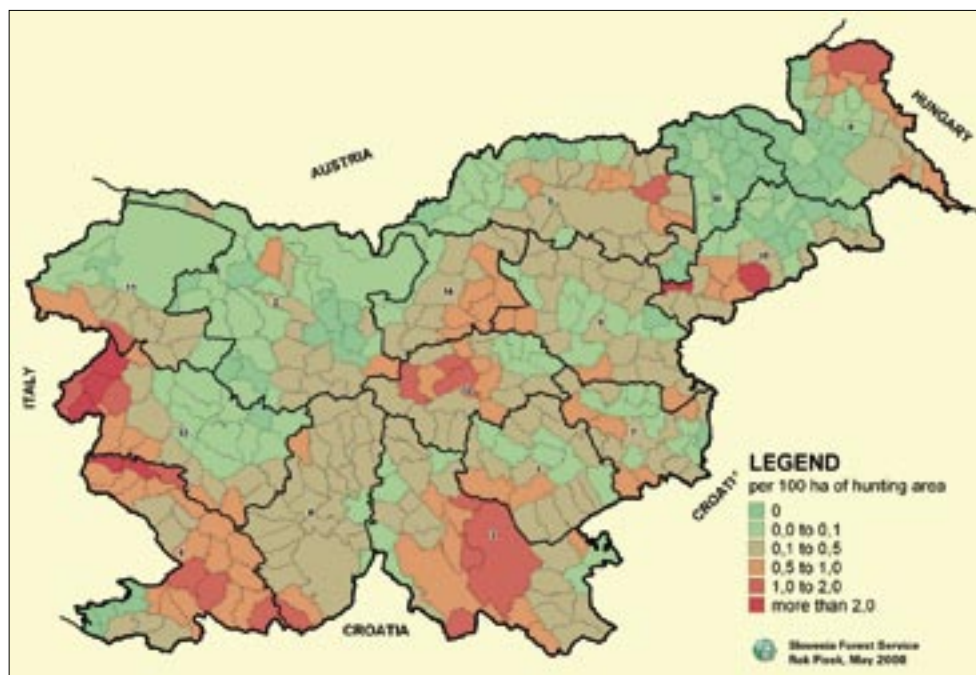 AUSTRIA
HUNGARY
ITALY
CROATI
CROATIA
LEGEND
per 100 ha of hunting area
0
0,0 to 0,1
0,1 to 0,5
0,5 to 1,0
1,0 to 2,0
more than 2,0
Slovenia Forest Service
Rok Pisek, May 2008